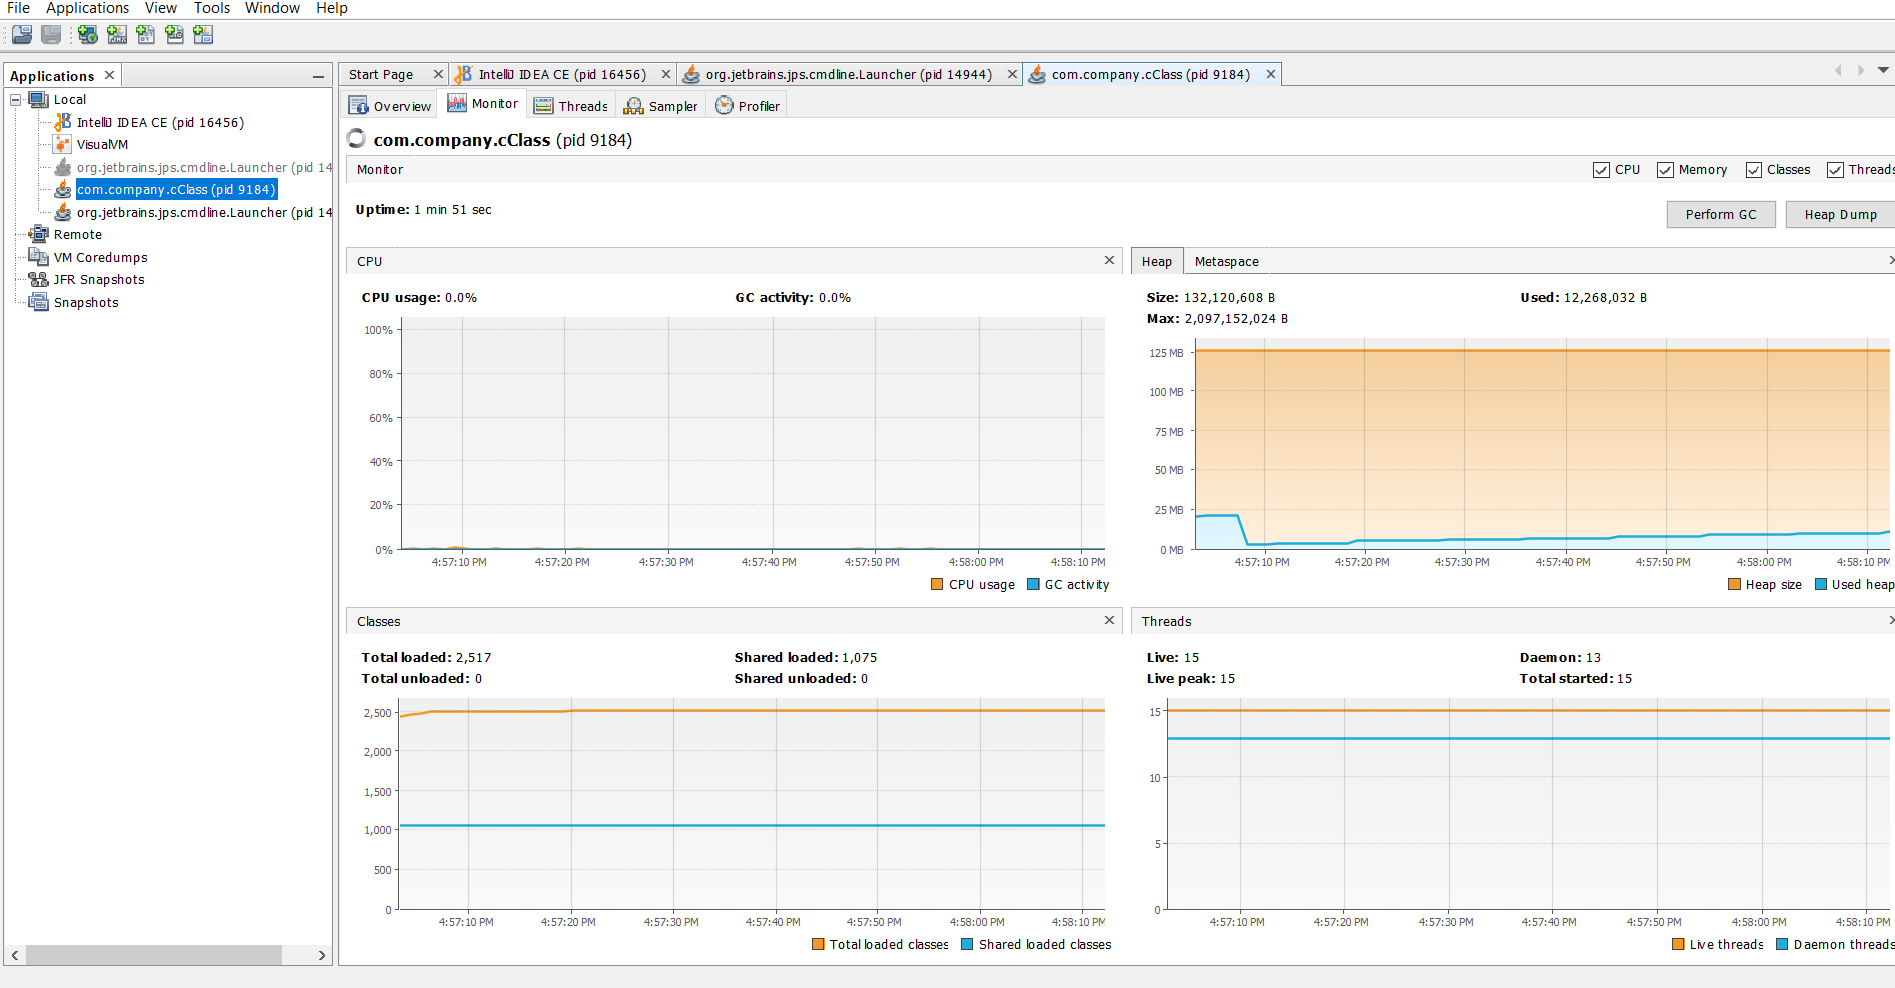 File Applications View Tools Window Help
Applications
Local
IntelliJ IDEA CE (pid 16456)
VisualVM
org.jetbrains.jps.cmdline.Launcher (pid 14
com.company.cClass (pid 9184)
org.jetbrains.jps.cmdline.Launcher (pid 14
Remote
VM Coredumps
JFR Snapshots
Snapshots
Start Page IntelliJ IDEA CE (pid 16456) org.jetbrains.jps.cmdline.Launcher (pid 14944) com.company.cClass (pid 9184)
Overview Monitor Threads Sampler Profiler
com.company.cClass (pid 9184)
Monitor CPU Memory Classes Threads
Uptime: 1 min 51 sec Perform GC Heap Dump
CPU
CPU usage: 0.0% GC activity: 0.0%
100%
80%
60%
40%
20%
0%
4:57:10 PM 4:57:20 PM 4:57:30 PM 4:57:40 PM 4:57:50 PM 4:58:00 PM 4:58:10 PM
CPU usage GC activity
Heap Metaspace
Size: 132,120,608 B Used: 12,268,032 B
Max: 2,097,152,024 B
125 MB
100 MB
75 MB
50 MB
25 MB
0 MB
4:57:10 PM 4:57:20 PM 4:57:30 PM 4:57:40 PM 4:57:50 PM 4:58:00 PM 4:58:10 PM
Heap size Used heap
Classes
Total loaded: 2,517 Shared loaded: 1,075
Total unloaded: 0 Shared unloaded: 0
2,500
2,000
1,500
1,000
500
0
4:57:10 PM 4:57:20 PM 4:57:30 PM 4:57:40 PM 4:57:50 PM 4:58:00 PM 4:58:10 PM
Total loaded classes Shared loaded classes
Threads
Live: 15 Daemon: 13
Live peak: 15 Total started: 15
15
10
5
0
4:57:10 PM 4:57:20 PM 4:57:30 PM 4:57:40 PM 4:57:50 PM 4:58:00 PM 4:58:10 PM
Live threads Daemon threads